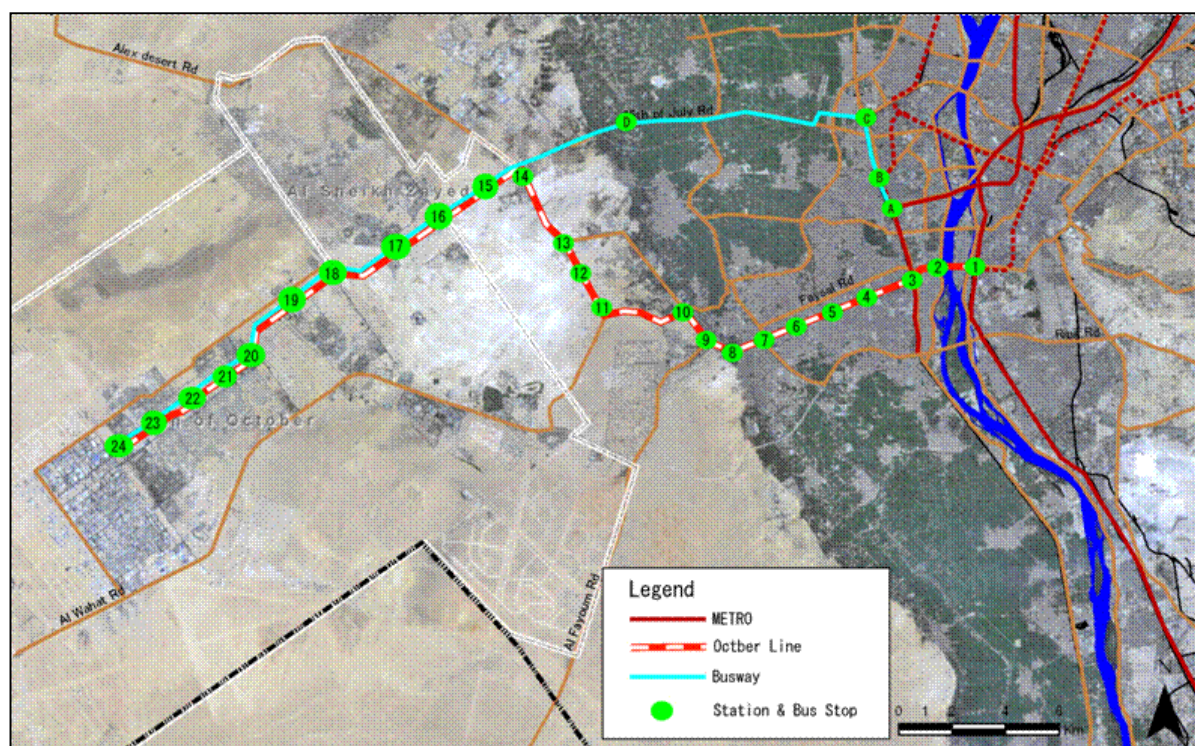 Alex desert Rd
of July Rd
C
D
B
A
Al Sheikh Zayed
14
15
16
17
18
19
20
21
22
23
24
13
12
11
10
9
8
7
6
5
4
3
2
1
Faysal Rd
Ring Rd
of October
Al Wahat Rd
Al Fayoum Rd
Legend
METRO
Octber Line
Busway
Station & Bus Stop
N
0 1 2 4 6
Km